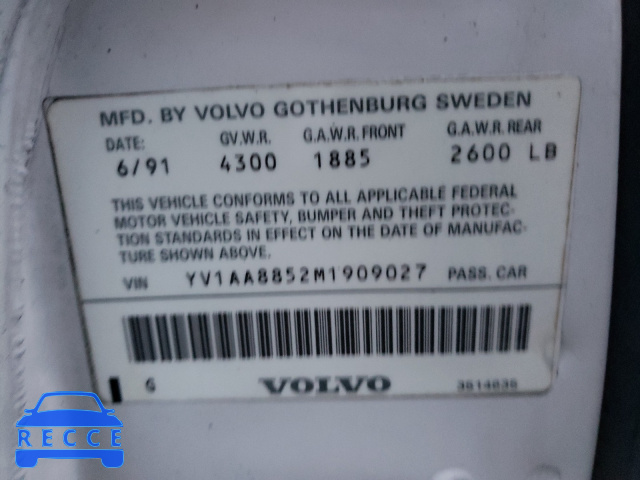 MFD. BY VOLVO GOTHENBURG SWEDEN
DATE: GV.W.R. G.A.W.R. FRONT G.A.W.R. REAR
6/91 4300 1885 2600 LB
THIS VEHICLE CONFORMS TO ALL APPLICABLE FEDERAL
MOTOR VEHICLE SAFETY, BUMPER AND THEFT PROTEC-
TION STANDARDS IN EFFECT ON THE DATE OF MANUFAC-
TURE SHOWN ABOVE.
VIN YV1AA8852M1909027 PASS. CAR
G VOLVO
RECCE